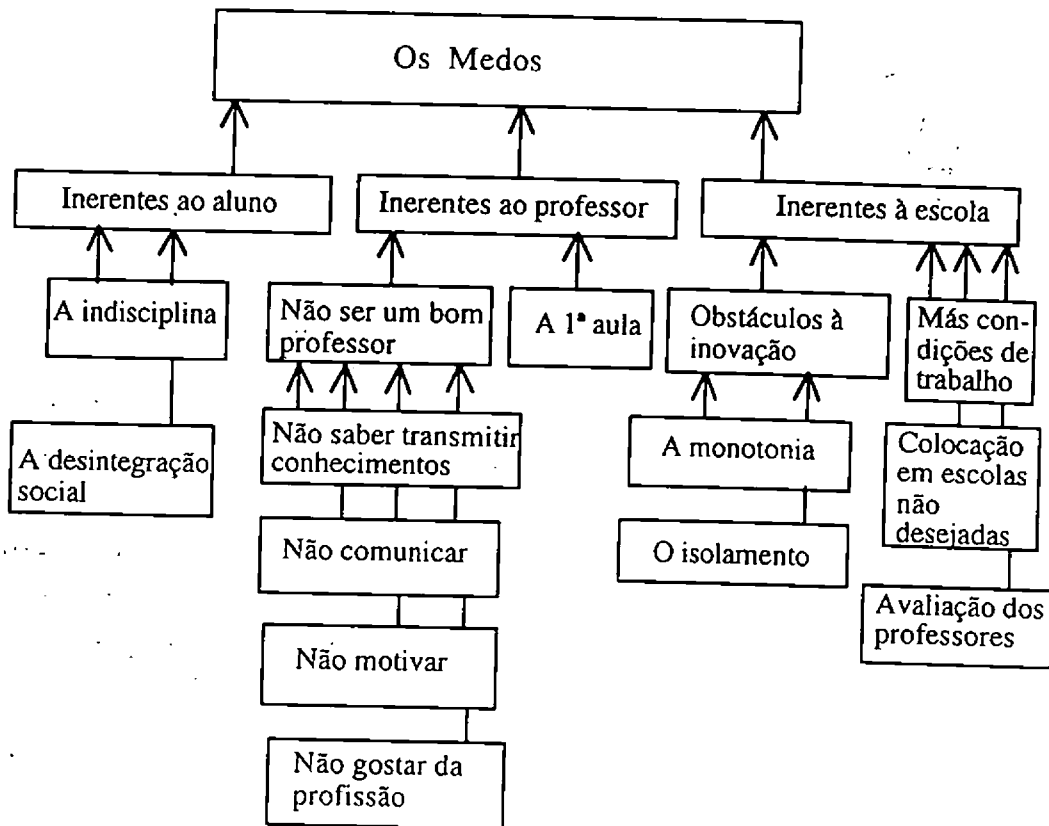 Os Medos
Inerentes ao aluno
Inerentes ao professor
Inerentes à escola
A indisciplina
Não ser um bom
professor
A 1ª aula
Obstáculos à
inovação
Más con-
dições de
trabalho
A desintegração
social
Não saber transmitir
conhecimentos
A monotonia
Colocação
em escolas
não
desejadas
Não comunicar
O isolamento
Avaliação dos
professores
Não motivar
Não gostar da
profissão